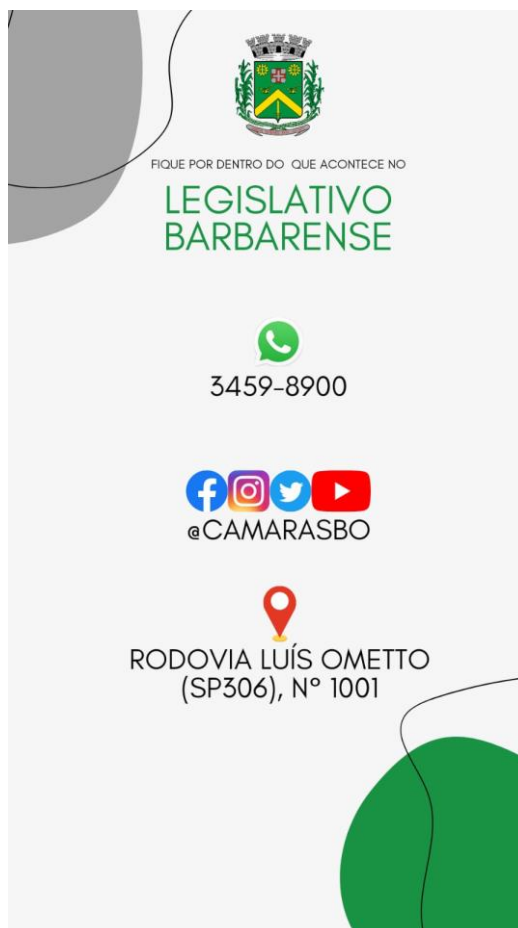 FIQUE POR DENTRO DO QUE ACONTECE NO
LEGISLATIVO
BARBARENSE
3459-8900
@CAMARASBO
RODOVIA LUÍS OMETTO
(SP306), Nº 1001